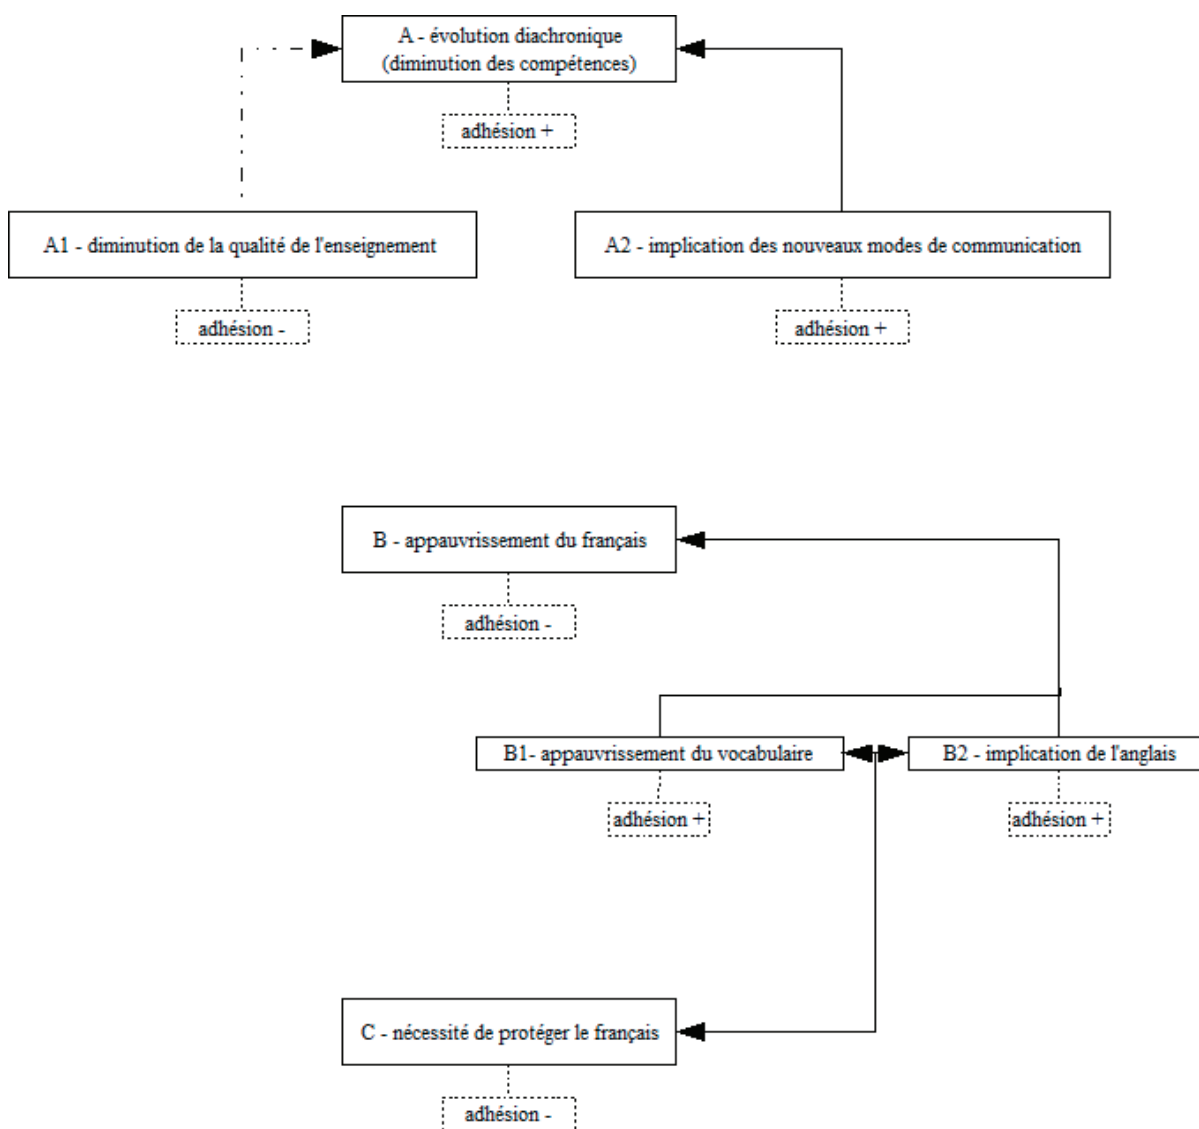 A - évolution diachronique
(diminution des compétences)
adhésion +
A1 - diminution de la qualité de l'enseignement
A2 - implication des nouveaux modes de communication
adhésion -
adhésion +
B - appauvrissement du français
adhésion -
B1- appauvrissement du vocabulaire
B2 - implication de l'anglais
adhésion +
adhésion +
C - nécessité de protéger le français
adhésion -